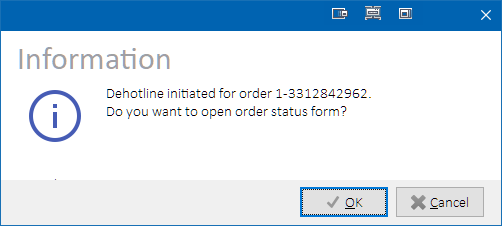 Information
Dehotline initiated for order 1-3312842962.
Do you want to open order status form?
OK
Cancel